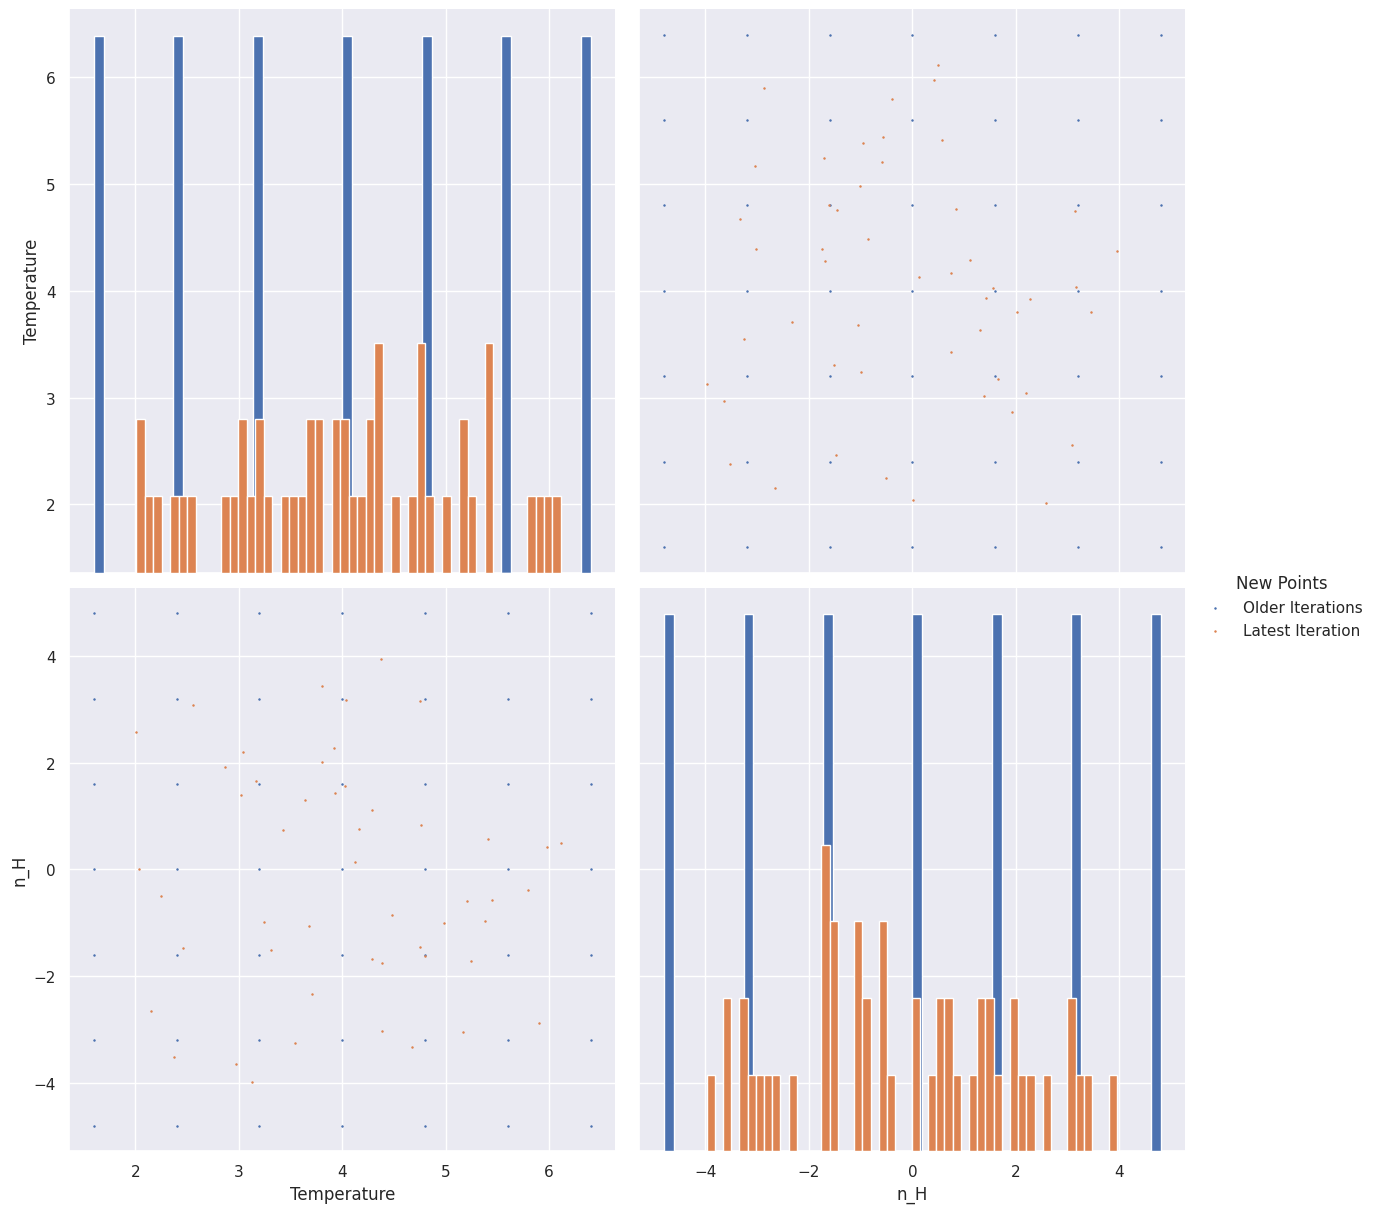 6
5
4
3
2
Temperature
4
2
0
−2
−4
n_H
2 3 4 5 6
Temperature
−4 −2 0 2 4
n_H
New Points
Older Iterations
Latest Iteration